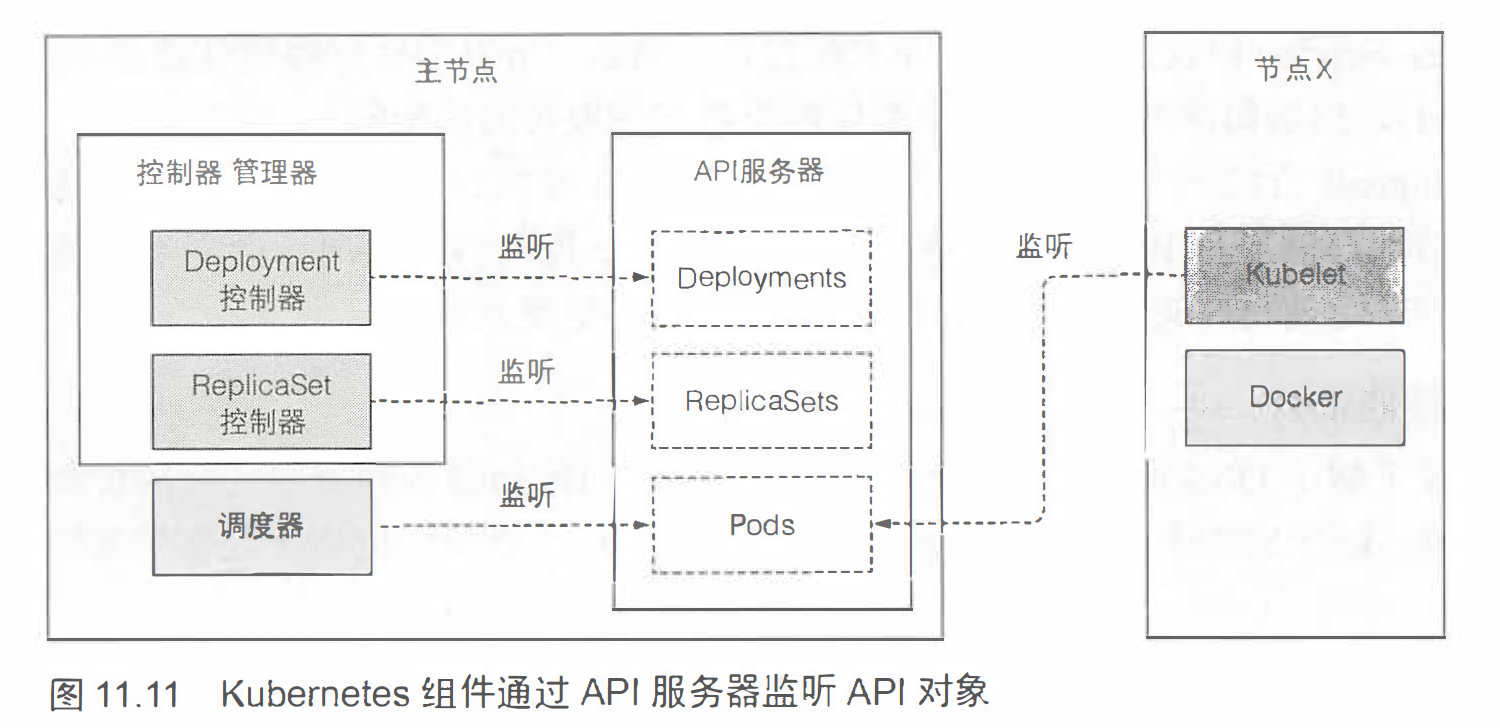 主节点
节点X
控制器 管理器
API服务器
Deployment
控制器
监听
Deployments
监听
Kubelet
ReplicaSet
控制器
监听
ReplicaSets
Docker
调度器
监听
Pods
图 11.11 Kubernetes 组件通过 API 服务器监听 API 对象